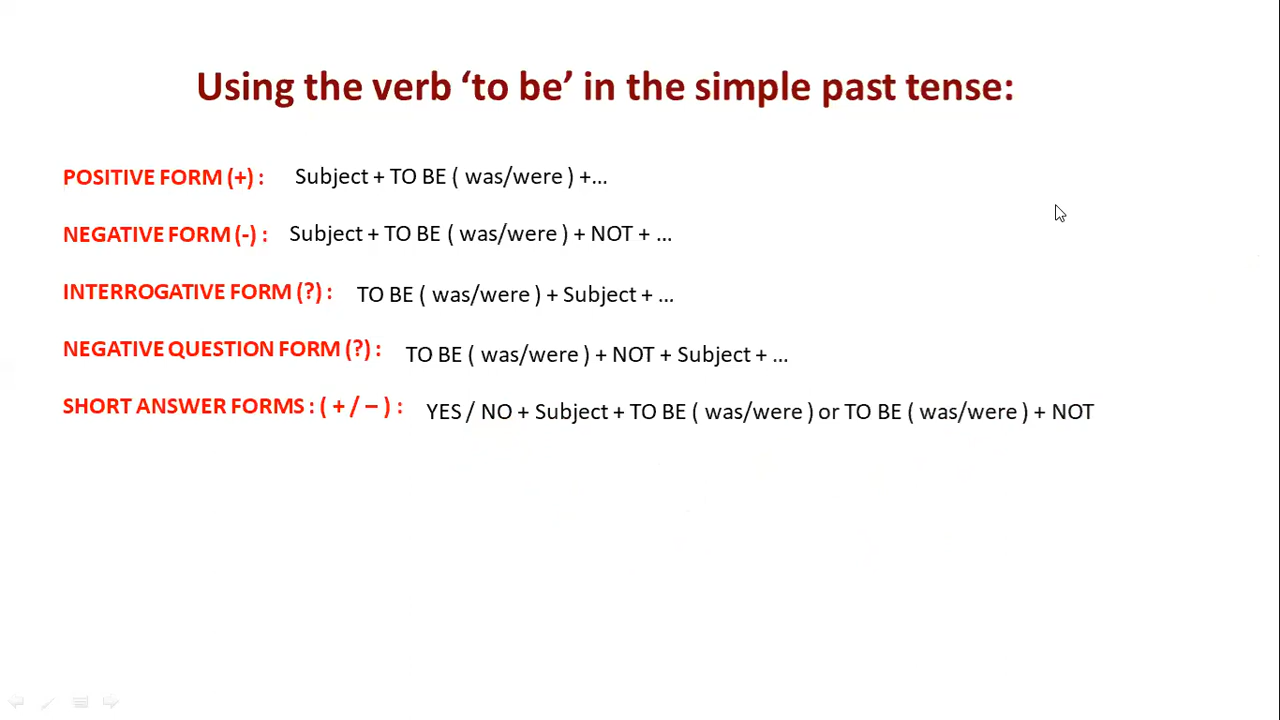 Using the verb ‘to be’ in the simple past tense:
POSITIVE FORM (+) : Subject + TO BE ( was/were ) +...
NEGATIVE FORM (-) : Subject + TO BE ( was/were ) + NOT + ...
INTERROGATIVE FORM (?) : TO BE ( was/were ) + Subject + ...
NEGATIVE QUESTION FORM (?) : TO BE ( was/were ) + NOT + Subject + ...
SHORT ANSWER FORMS : ( + / – ) : YES / NO + Subject + TO BE ( was/were ) or TO BE ( was/were ) + NOT